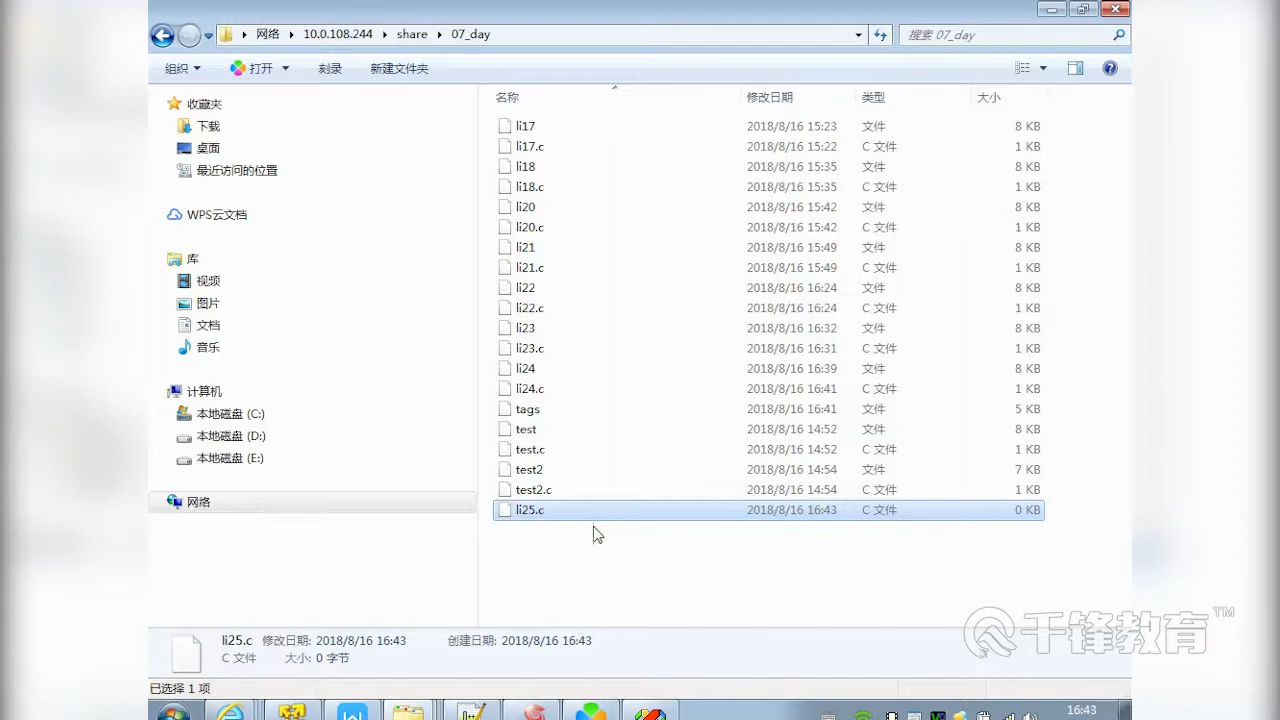 网络 10.0.108.244 share 07_day
搜索 07_day
组织 打开 刻录 新建文件夹
名称 修改日期 类型 大小
收藏夹
下载
桌面
最近访问的位置
WPS云文档
库
视频
图片
文档
音乐
计算机
本地磁盘 (C:)
本地磁盘 (D:)
本地磁盘 (E:)
网络
li17 2018/8/16 15:23 文件 8 KB
li17.c 2018/8/16 15:22 C 文件 1 KB
li18 2018/8/16 15:35 文件 8 KB
li18.c 2018/8/16 15:35 C 文件 1 KB
li20 2018/8/16 15:42 文件 8 KB
li20.c 2018/8/16 15:42 C 文件 1 KB
li21 2018/8/16 15:49 文件 8 KB
li21.c 2018/8/16 15:49 C 文件 1 KB
li22 2018/8/16 16:24 文件 8 KB
li22.c 2018/8/16 16:24 C 文件 1 KB
li23 2018/8/16 16:32 文件 8 KB
li23.c 2018/8/16 16:31 C 文件 1 KB
li24 2018/8/16 16:39 文件 8 KB
li24.c 2018/8/16 16:41 C 文件 1 KB
tags 2018/8/16 16:41 文件 5 KB
test 2018/8/16 14:52 文件 8 KB
test.c 2018/8/16 14:52 C 文件 1 KB
test2 2018/8/16 14:54 文件 7 KB
test2.c 2018/8/16 14:54 C 文件 1 KB
li25.c 2018/8/16 16:43 C 文件 0 KB
li25.c 修改日期: 2018/8/16 16:43 创建日期: 2018/8/16 16:43
C 文件 大小: 0 字节
千锋教育™
已选择 1 项
16:43